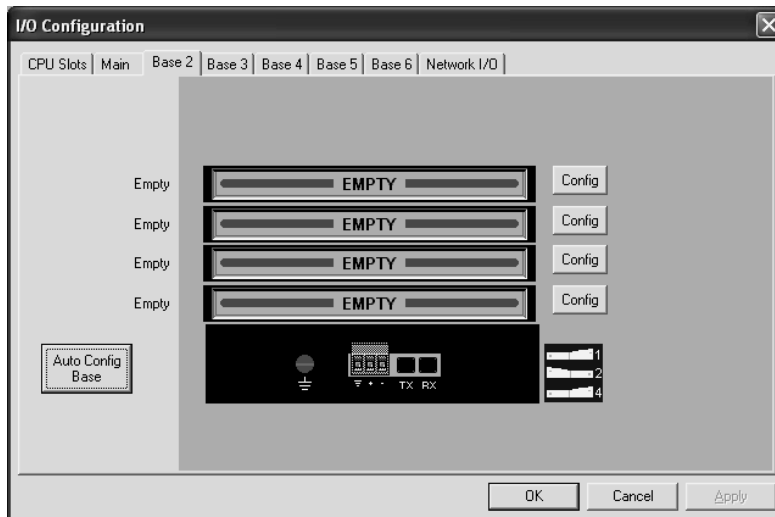 I/O Configuration
CPU Slots Main Base 2 Base 3 Base 4 Base 5 Base 6 Network I/O
Empty EMPTY Config
Empty EMPTY Config
Empty EMPTY Config
Empty EMPTY Config
Auto Config
Base
1
2
4
+ - TX RX
OK Cancel Apply